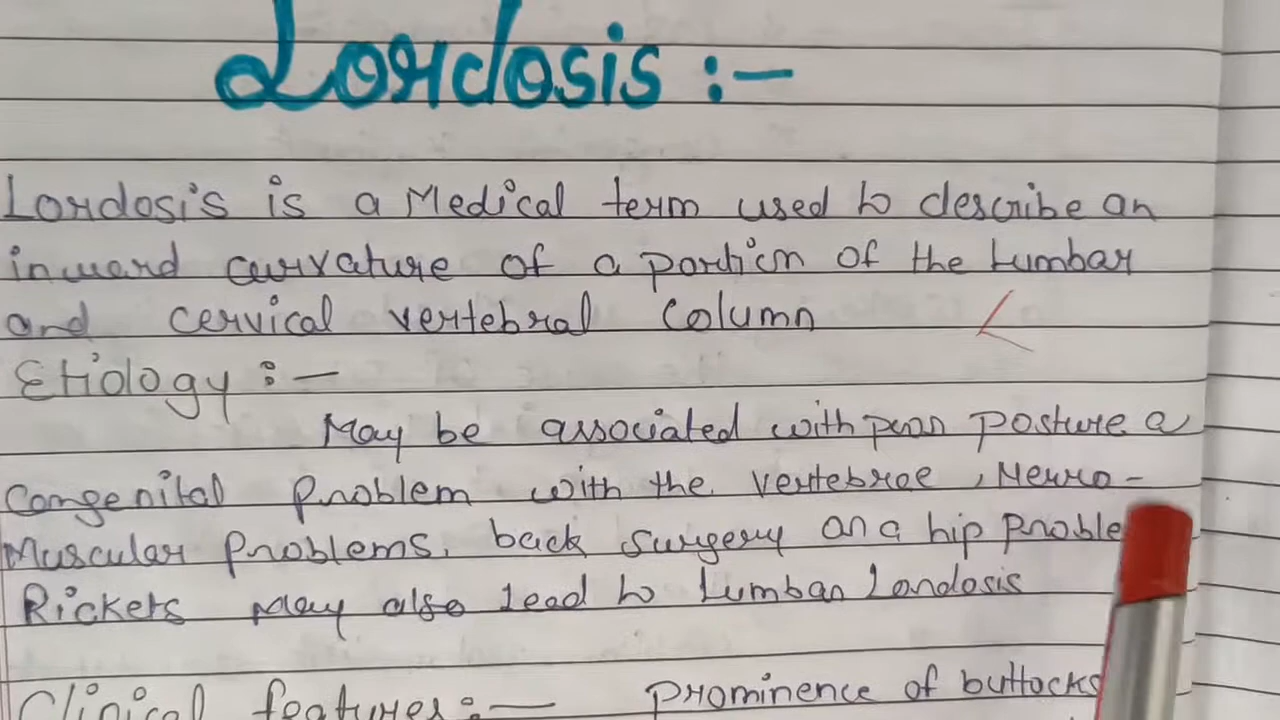 Lordosis :-
Lordosis is a Medical term used to describe an
inward curvature of a portion of the Lumbar
and cervical vertebral column
Etiology :-
May be associated with poor posture a
Congenital problem with the vertebrae , Neuro-
Muscular problems, back surgery or a hip proble
Rickets may also lead to Lumbar Lordosis
Clinical features :- Prominence of buttocks